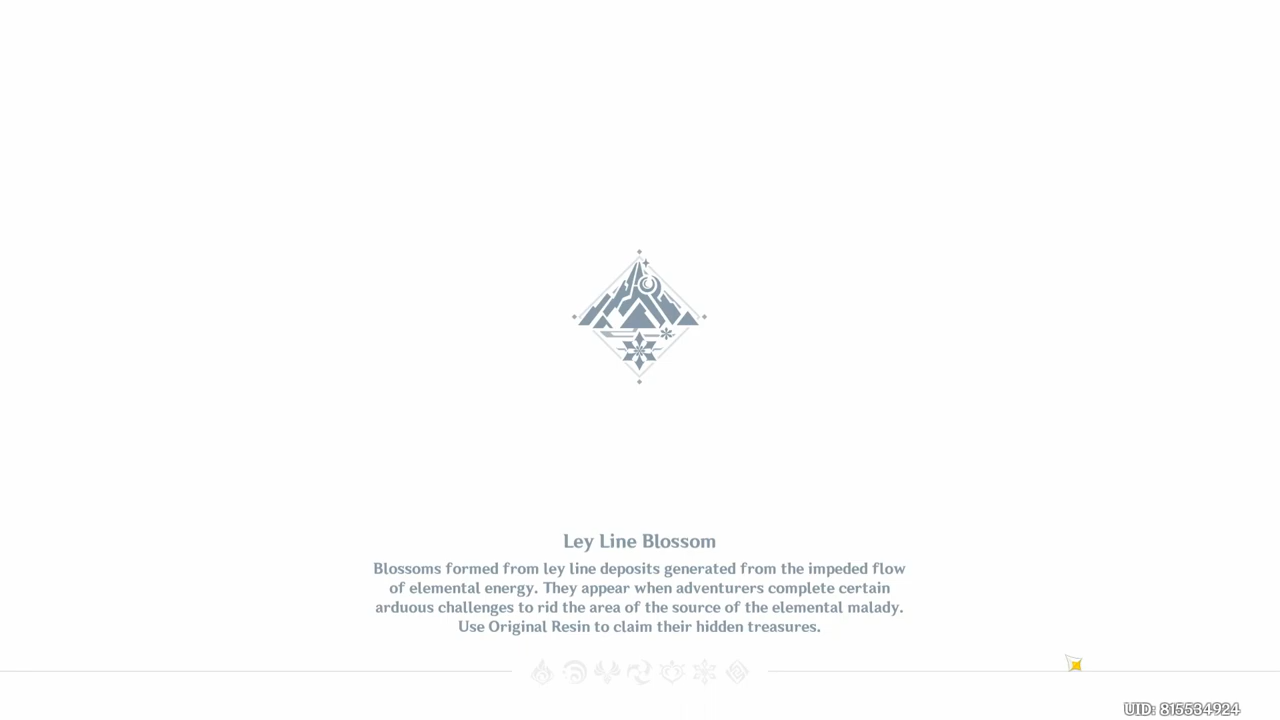 Ley Line Blossom
Blossoms formed from ley line deposits generated from the impeded flow
of elemental energy. They appear when adventurers complete certain
arduous challenges to rid the area of the source of the elemental malady.
Use Original Resin to claim their hidden treasures.
UID: 815534924